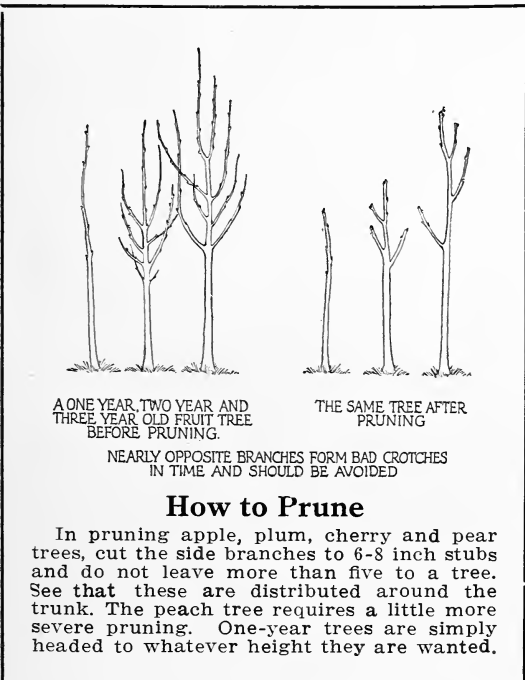 A ONE YEAR, TWO YEAR AND
THREE YEAR OLD FRUIT TREE
BEFORE PRUNING.
THE SAME TREE AFTER
PRUNING
NEARLY OPPOSITE BRANCHES FORM BAD CROTCHES
IN TIME AND SHOULD BE AVOIDED
How to Prune
In pruning apple, plum, cherry and pear
trees, cut the side branches to 6-8 inch stubs
and do not leave more than five to a tree.
See that these are distributed around the
trunk. The peach tree requires a little more
severe pruning. One-year trees are simply
headed to whatever height they are wanted.